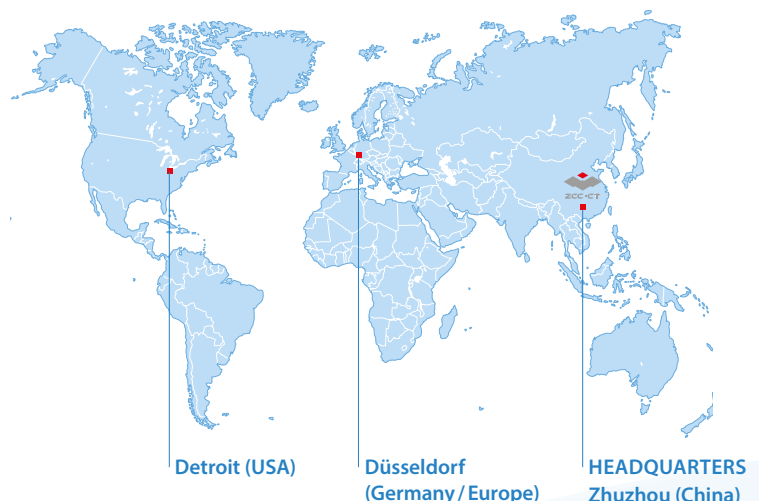 ZCC-CT
Detroit (USA)
Düsseldorf
(Germany / Europe)
HEADQUARTERS
Zhuzhou (China)